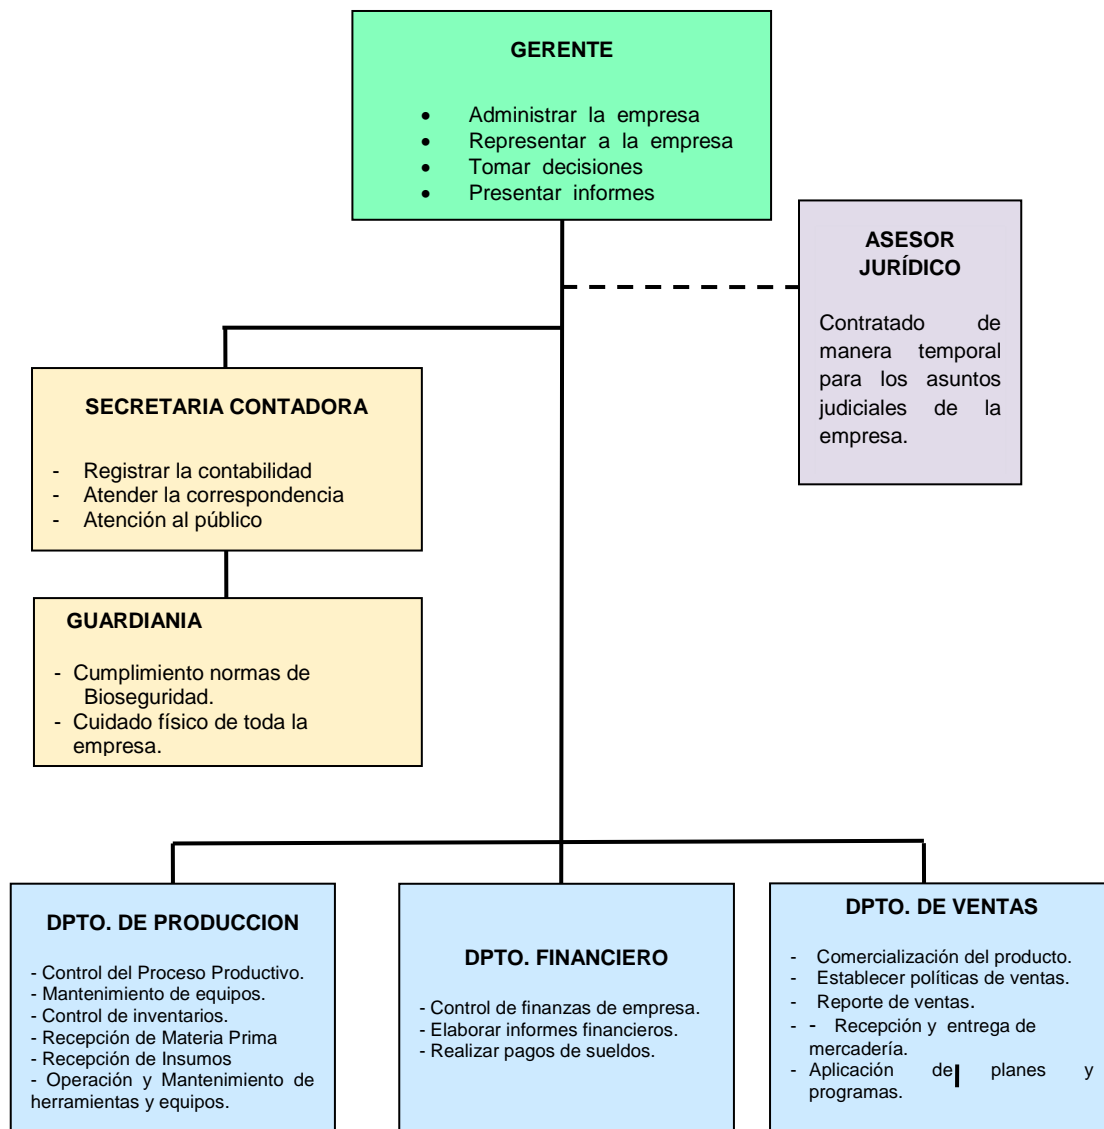 GERENTE
• Administrar la empresa
• Representar a la empresa
• Tomar decisiones
• Presentar informes
ASESOR
JURÍDICO
Contratado de
manera temporal
para los asuntos
judiciales de la
empresa.
SECRETARIA CONTADORA
- Registrar la contabilidad
- Atender la correspondencia
- Atención al público
GUARDIANIA
- Cumplimiento normas de
Bioseguridad.
- Cuidado físico de toda la
empresa.
DPTO. DE PRODUCCION
- Control del Proceso Productivo.
- Mantenimiento de equipos.
- Control de inventarios.
- Recepción de Materia Prima
- Recepción de Insumos
- Operación y Mantenimiento de
herramientas y equipos.
DPTO. FINANCIERO
- Control de finanzas de empresa.
- Elaborar informes financieros.
- Realizar pagos de sueldos.
DPTO. DE VENTAS
- Comercialización del producto.
- Establecer políticas de ventas.
- Reporte de ventas.
- - Recepción y entrega de
mercadería.
- Aplicación de planes y
programas.